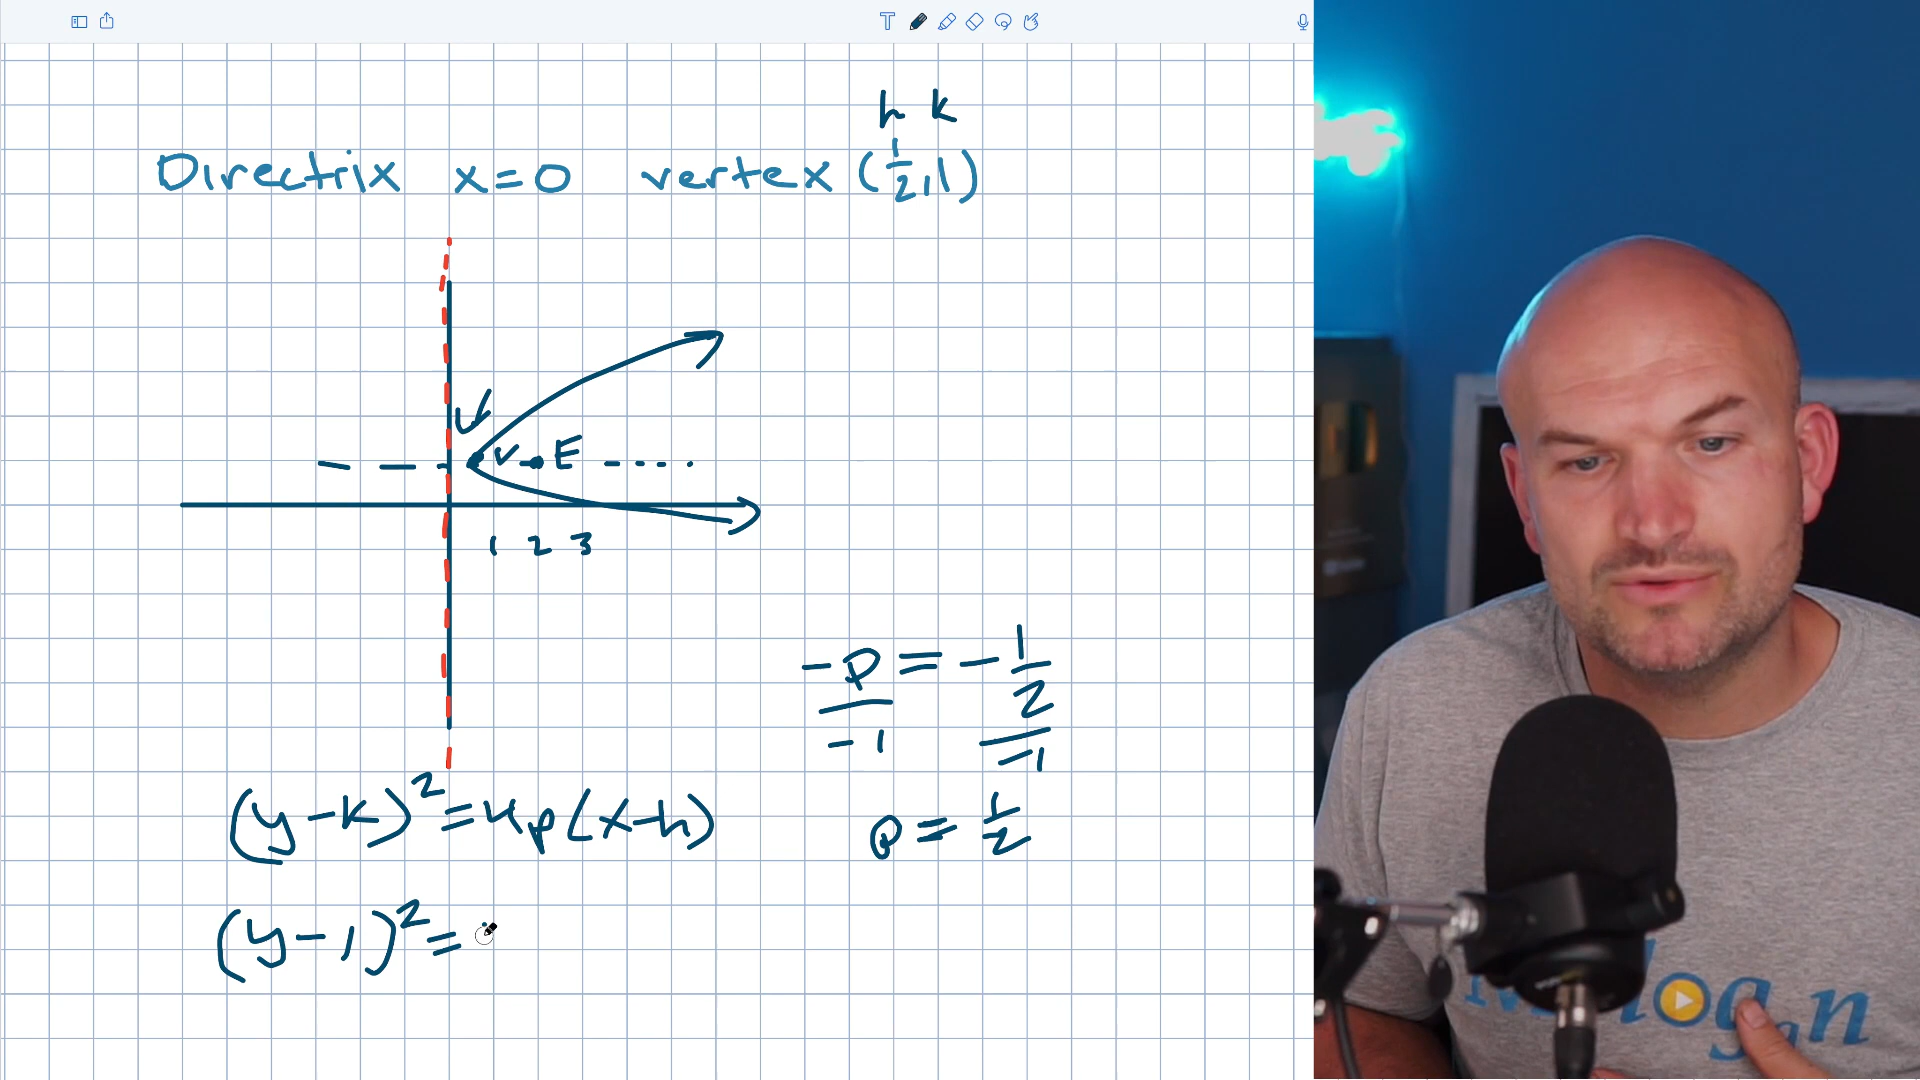 h k
Directrix x=0 vertex (1/2,1)
V F
1 2 3
-p = -1/2
-1 -1
(y-k)²=4p(x-h)
p = 1/2
(y-1)²=